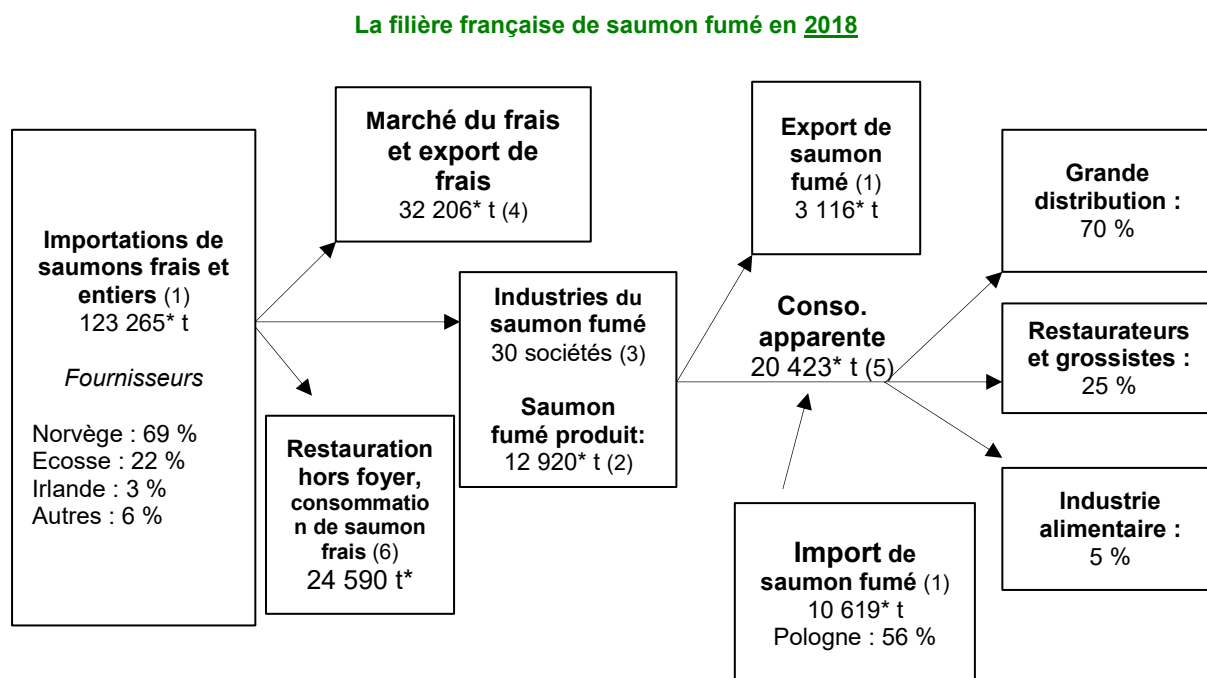 La filière française de saumon fumé en 2018
Importations de
saumons frais et
entiers (1)
123 265* t
Fournisseurs
Norvège : 69 %
Ecosse : 22 %
Irlande : 3 %
Autres : 6 %
Marché du frais
et export de
frais
32 206* t (4)
Restauration
hors foyer,
consommatio
n de saumon
frais (6)
24 590 t*
Industries du
saumon fumé
30 sociétés (3)
Saumon
fumé produit:
12 920* t (2)
Export de
saumon
fumé (1)
3 116* t
Conso.
apparente
20 423* t (5)
Import de
saumon fumé (1)
10 619* t
Pologne : 56 %
Grande
distribution :
70 %
Restaurateurs
et grossistes :
25 %
Industrie
alimentaire :
5 %